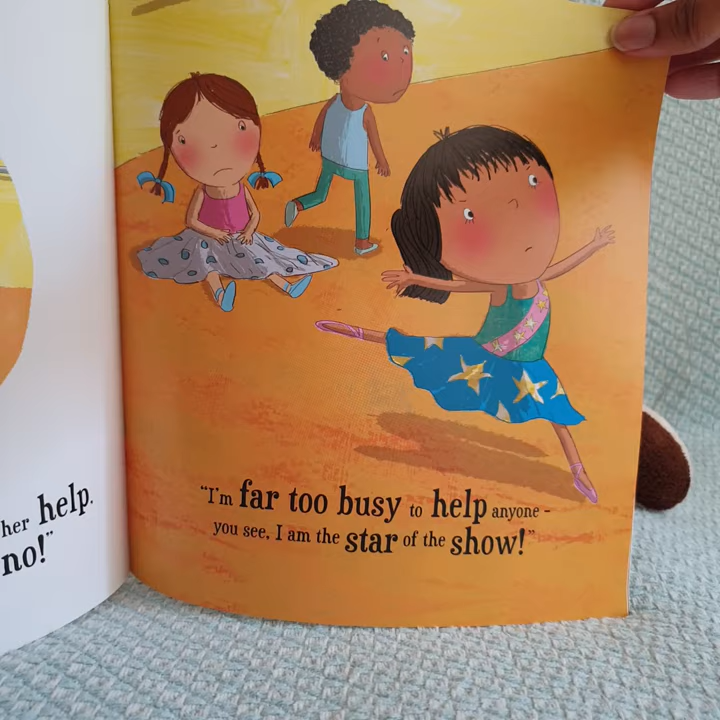 her help.
no!”
“I'm far too busy to help anyone -
you see, I am the star of the show!”